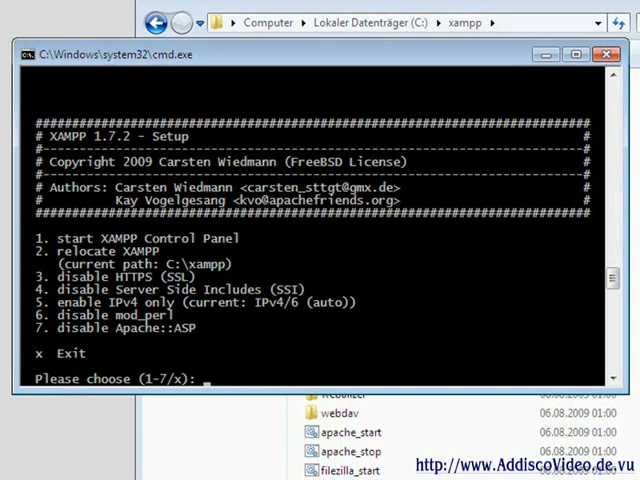 Computer ▸ Lokaler Datenträger (C:) ▸ xampp ▸
C:\Windows\system32\cmd.exe
###############################################################################
# XAMPP 1.7.2 - Setup #
#-----------------------------------------------------------------------------#
# Copyright 2009 Carsten Wiedmann (FreeBSD License) #
#-----------------------------------------------------------------------------#
# Authors: Carsten Wiedmann <carsten_sttgt@gmx.de> #
# Kay Vogelgesang <kvo@apachefriends.org> #
###############################################################################
1. start XAMPP Control Panel
2. relocate XAMPP
(current path: C:\xampp)
3. disable HTTPS (SSL)
4. disable Server Side Includes (SSI)
5. enable IPv4 only (current: IPv4/6 (auto))
6. disable mod_perl
7. disable Apache::ASP
x Exit
Please choose (1-7/x): _
webalizer 06.08.2009 01:00
webdav 06.08.2009 01:00
apache_start 06.08.2009 01:00
apache_stop 06.08.2009 01:00
filezilla_start
http://www.AddiscoVideo.de.vu